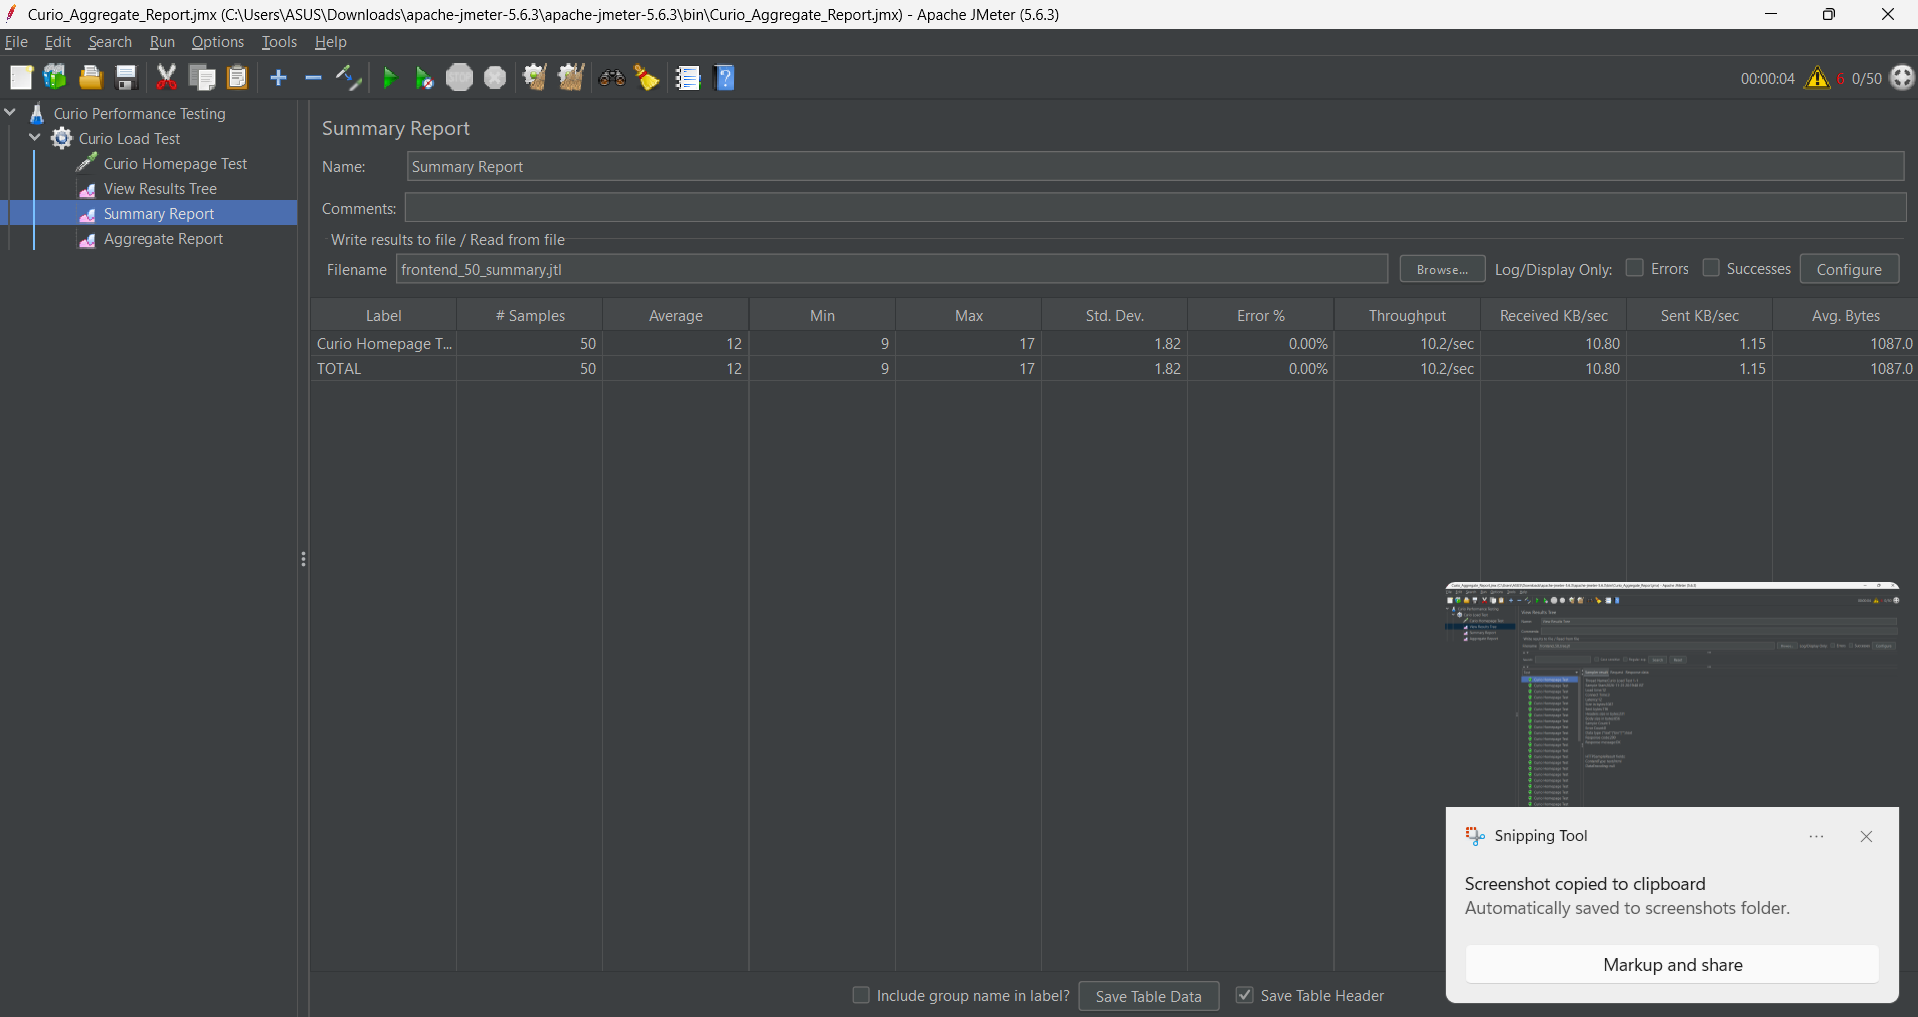 Curio_Aggregate_Report.jmx (C:\Users\ASUS\Downloads\apache-jmeter-5.6.3\apache-jmeter-5.6.3\bin\Curio_Aggregate_Report.jmx) - Apache JMeter (5.6.3)
File Edit Search Run Options Tools Help
00:00:04 6 0/50
Curio Performance Testing
Curio Load Test
Curio Homepage Test
View Results Tree
Summary Report
Aggregate Report
Summary Report
Name: Summary Report
Comments:
Write results to file / Read from file
Filename frontend_50_summary.jtl Browse... Log/Display Only: Errors Successes Configure
Label # Samples Average Min Max Std. Dev. Error % Throughput Received KB/sec Sent KB/sec Avg. Bytes
Curio Homepage T... 50 12 9 17 1.82 0.00% 10.2/sec 10.80 1.15 1087.0
TOTAL 50 12 9 17 1.82 0.00% 10.2/sec 10.80 1.15 1087.0
Snipping Tool
Screenshot copied to clipboard
Automatically saved to screenshots folder.
Markup and share
Include group name in label? Save Table Data Save Table Header